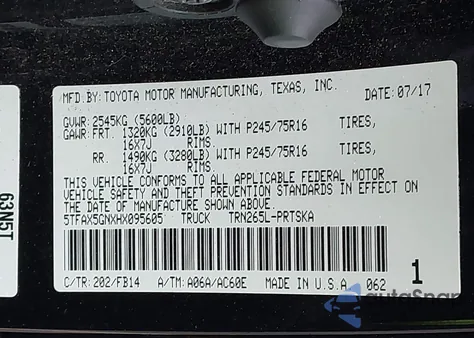 MFD.BY: TOYOTA MOTOR MANUFACTURING, TEXAS, INC. DATE: 07/17
GVWR: 2545KG (5600LB)
GAWR: FRT. 1320KG (2910LB) WITH P245/75R16 TIRES,
16X7J RIMS.
RR. 1490KG (3280LB) WITH P245/75R16 TIRES,
16X7J RIMS.
THIS VEHICLE CONFORMS TO ALL APPLICABLE FEDERAL MOTOR
VEHICLE SAFETY AND THEFT PREVENTION STANDARDS IN EFFECT ON
THE DATE OF MANUFACTURE SHOWN ABOVE.
5TFAX5GNXHX095605 TRUCK TRN265L-PRTSKA
C/TR: 202/FB14 A/TM: A06A/AC60E MADE IN U.S.A 062 1
63N5T
autoSnap